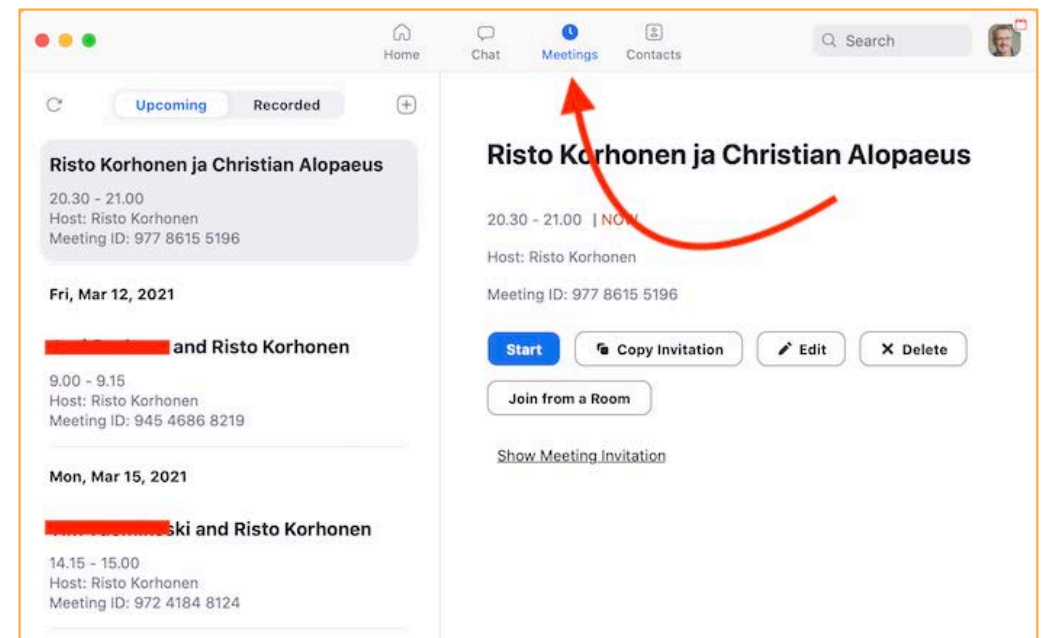 Home Chat Meetings Contacts
Search
Upcoming Recorded
Risto Korhonen ja Christian Alopaeus
20.30 - 21.00
Host: Risto Korhonen
Meeting ID: 977 8615 5196
Fri, Mar 12, 2021
and Risto Korhonen
9.00 - 9.15
Host: Risto Korhonen
Meeting ID: 945 4686 8219
Mon, Mar 15, 2021
ski and Risto Korhonen
14.15 - 15.00
Host: Risto Korhonen
Meeting ID: 972 4184 8124
Risto Korhonen ja Christian Alopaeus
20.30 - 21.00 | NOW
Host: Risto Korhonen
Meeting ID: 977 8615 5196
Start Copy Invitation Edit Delete
Join from a Room
Show Meeting Invitation